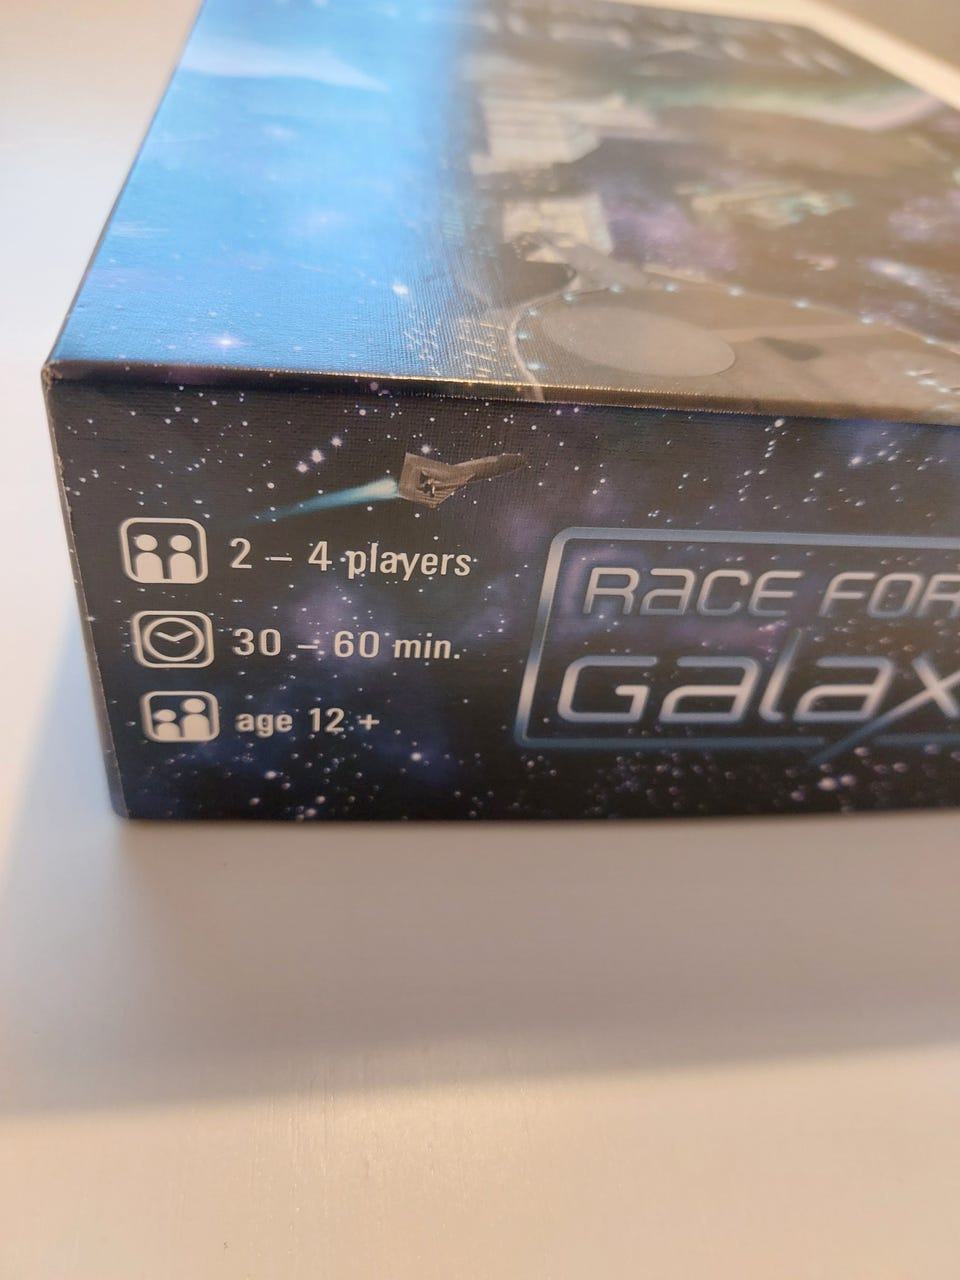 2 – 4 players
30 – 60 min.
age 12 +
RACE FOR
Galax